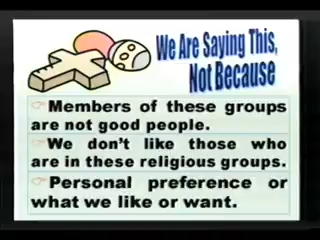 We Are Saying This,
Not Because
Members of these groups
are not good people.
We don't like those who
are in these religious groups.
Personal preference or
what we like or want.